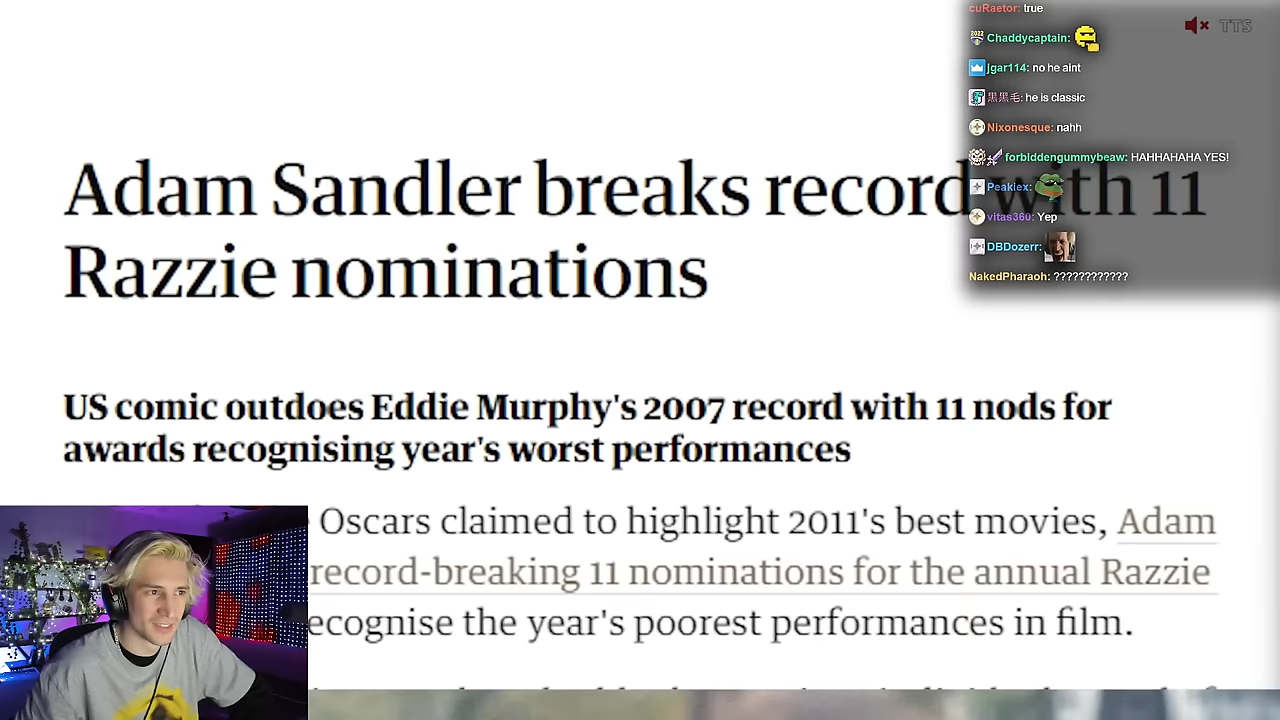 Adam Sandler breaks record with 11
Razzie nominations
US comic outdoes Eddie Murphy's 2007 record with 11 nods for
awards recognising year's worst performances
Oscars claimed to highlight 2011's best movies, Adam
record-breaking 11 nominations for the annual Razzie
ecognise the year's poorest performances in film.
TTS
cuRaetor: true
Chaddycaptain:
jgar114: no he aint
黑黑毛: he is classic
Nixonesque: nahh
forbiddengummybeaw: HAHHAHAHA YES!
Peakiex:
vitas360: Yep
DBDozerr:
NakedPharaoh: ????????????